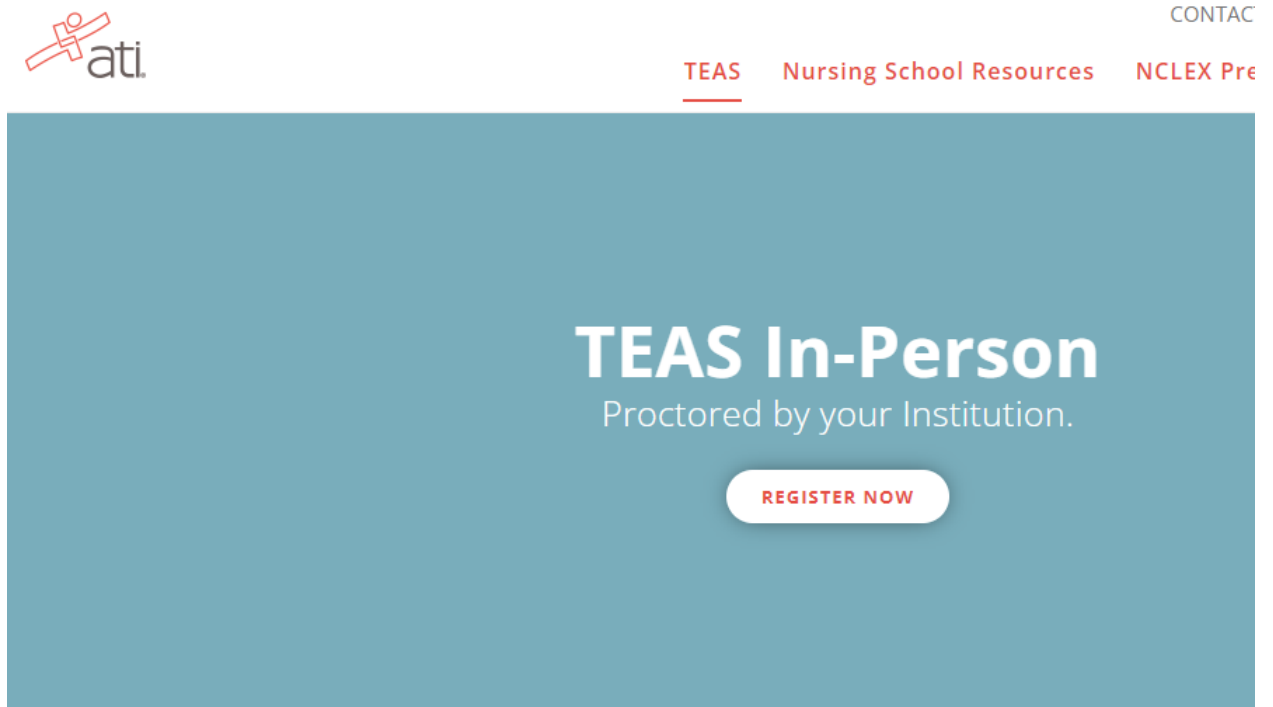 ati
CONTAC
TEAS Nursing School Resources NCLEX Pre
TEAS In-Person
Proctored by your Institution.
REGISTER NOW